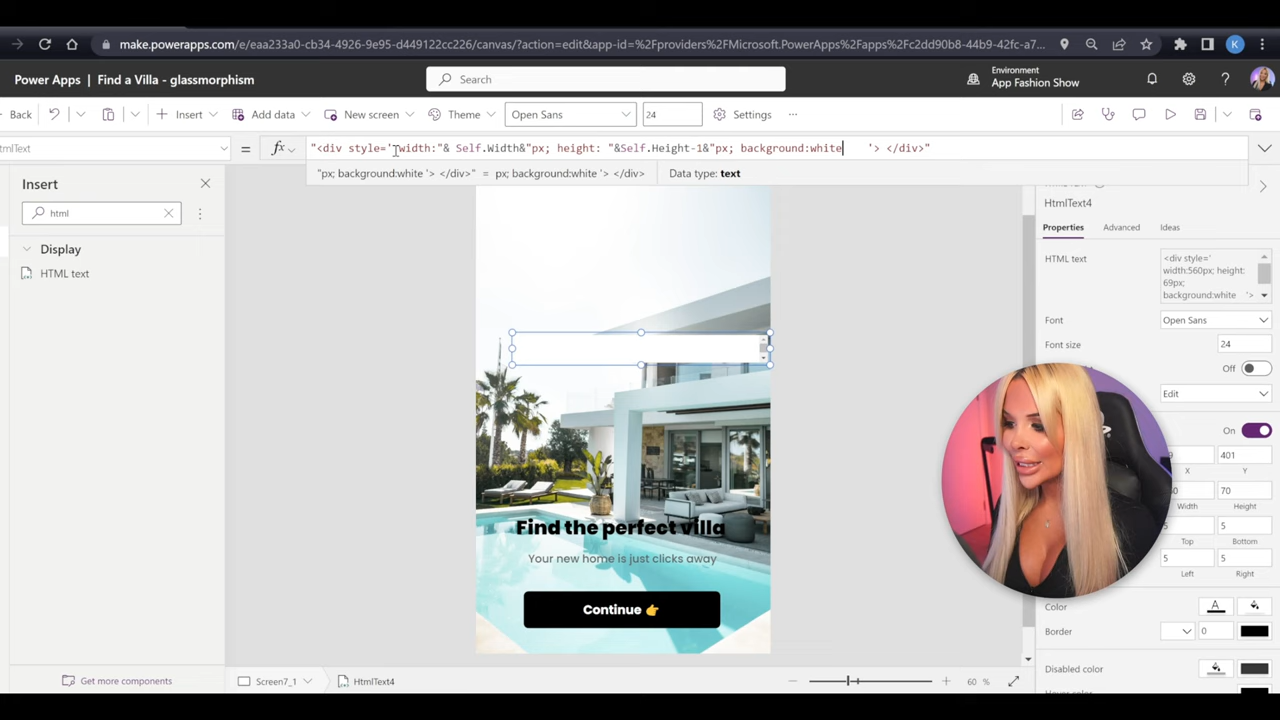 make.powerapps.com/e/eaa233a0-cb34-4926-9e95-d449122cc226/canvas/?action=edit&app-id=%2Fproviders%2FMicrosoft.PowerApps%2Fapps%2Fc2dd90b8-44b9-42fc-a7...
K
Power Apps | Find a Villa - glassmorphism
Search
Environment
App Fashion Show
Back
Insert
Add data
New screen
Theme
Open Sans
24
Settings
mlText
= fx
"<div style=' width:"& Self.Width&"px; height: "&Self.Height-1&"px; background:white '> </div>"
"px; background:white '> </div>" = px; background:white '> </div>
Data type: text
Insert
html
Display
HTML text
HtmlText4
Properties
Advanced
Ideas
HTML text
<div style='
width:560px; height:
69px;
background:white '>
Font
Open Sans
Font size
24
Off
Edit
On
401
X
Y
70
Width
Height
5
Top
Bottom
5
5
Left
Right
Find the perfect villa
Your new home is just clicks away
Continue 👉
Color
A
Border
0
Disabled color
Get more components
Screen7_1
HtmlText4
60 %